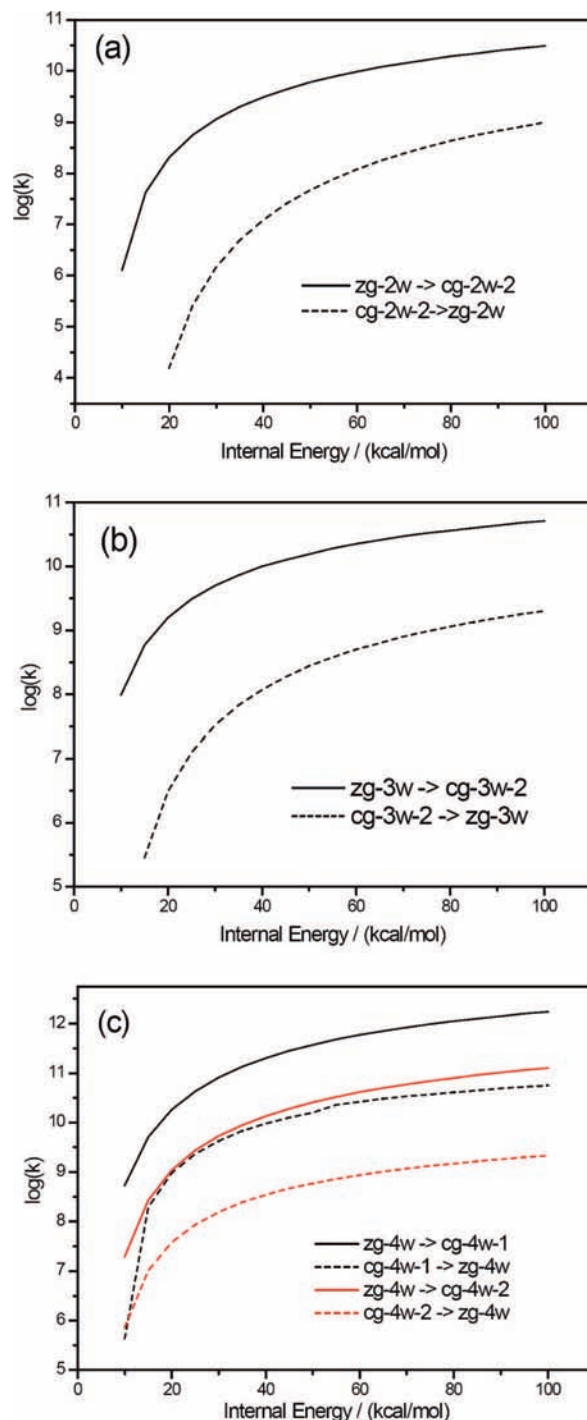 (a)
11
10
9
8
7
6
5
4
log(k)
zg-2w -> cg-2w-2
cg-2w-2->zg-2w
0 20 40 60 80 100
Internal Energy / (kcal/mol)
(b)
11
10
9
8
7
6
5
log(k)
zg-3w -> cg-3w-2
cg-3w-2 -> zg-3w
0 20 40 60 80 100
Internal Energy / (kcal/mol)
(c)
12
11
10
9
8
7
6
5
log(k)
zg-4w -> cg-4w-1
cg-4w-1 -> zg-4w
zg-4w -> cg-4w-2
cg-4w-2 -> zg-4w
0 20 40 60 80 100
Internal Energy / (kcal/mol)